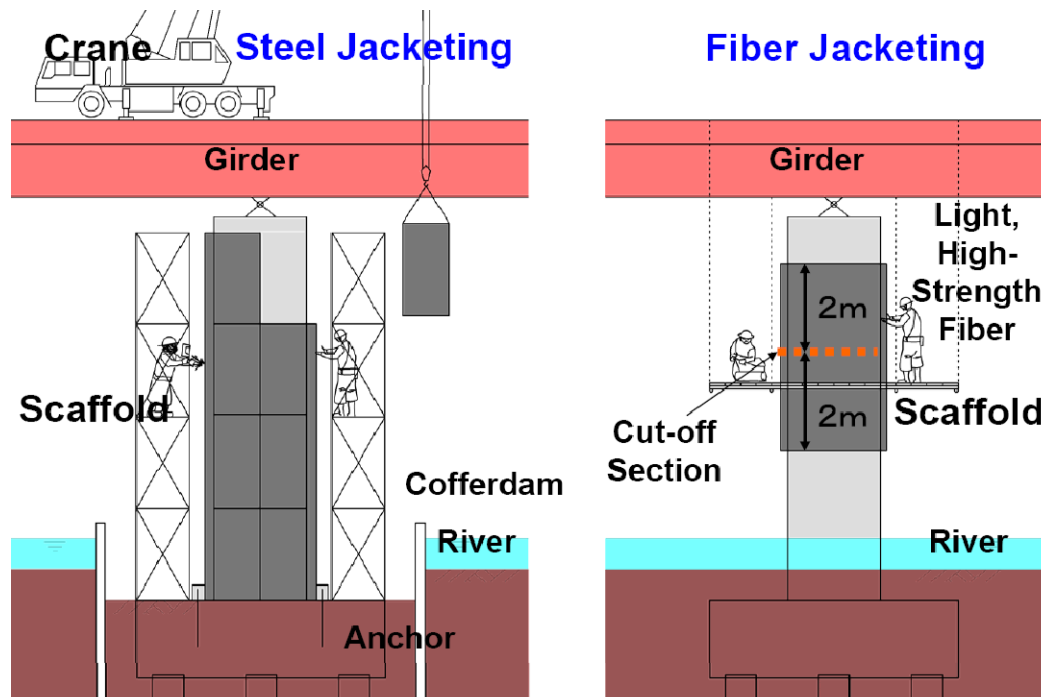 Crane
Steel Jacketing
Girder
Scaffold
Cofferdam
River
Anchor
Fiber Jacketing
Girder
Light,
High-
Strength
Fiber
2m
2m
Scaffold
Cut-off
Section
River